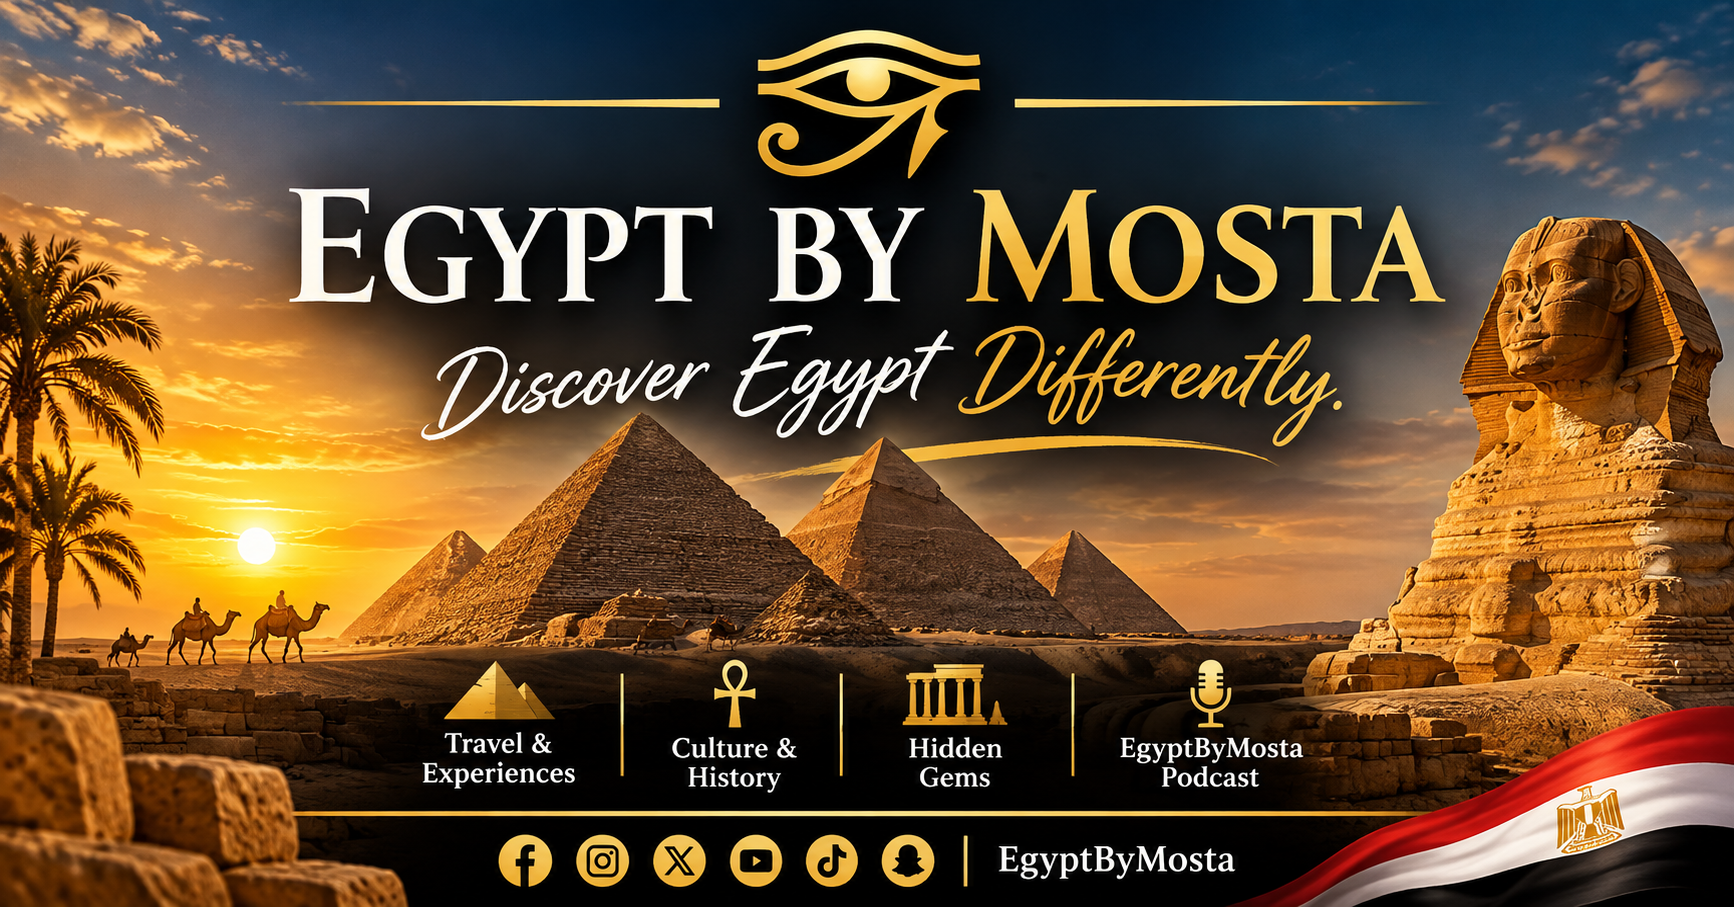 EGYPT BY MOSTA
Discover Egypt Differently.
Travel &
Experiences
Culture &
History
Hidden
Gems
EgyptByMosta
Podcast
EgyptByMosta